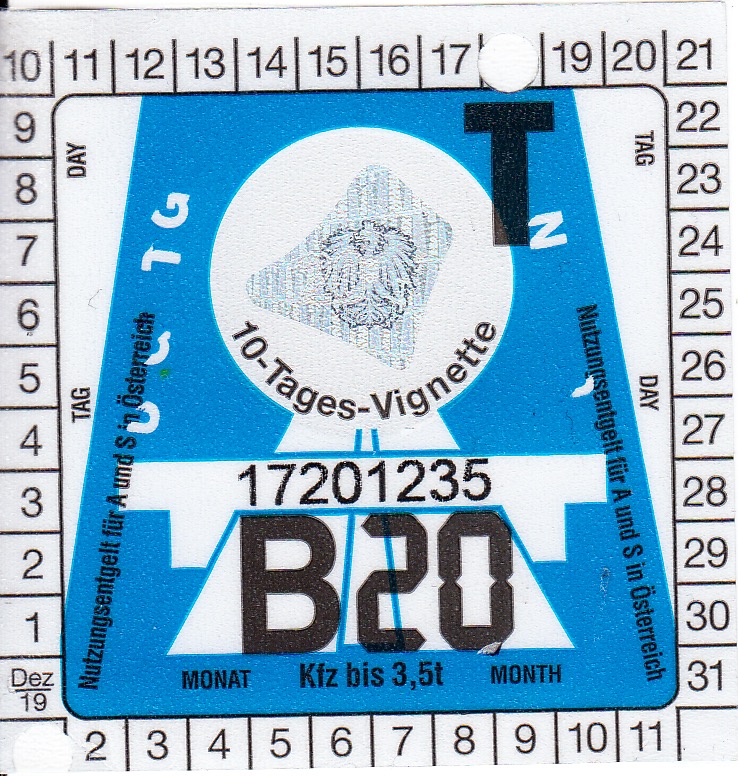 10 11 12 13 14 15 16 17 19 20 21
9 22
8 23
7 24
6 25
5 26
4 27
3 28
2 29
1 30
Dez
19 31
2 3 4 5 6 7 8 9 10 11
DAY
TAG
T
10-Tages-Vignette
TAG
DAY
Nutzungsentgelt für A und S in Österreich
Nutzungsentgelt für A und S in Österreich
17201235
B20
MONAT Kfz bis 3,5t MONTH